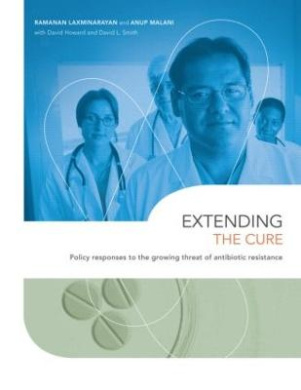 RAMANAN LAXMINARAYAN and ANUP MALANI
with David Howard and David L. Smith
EXTENDING
THE CURE
Policy responses to the growing threat of antibiotic resistance